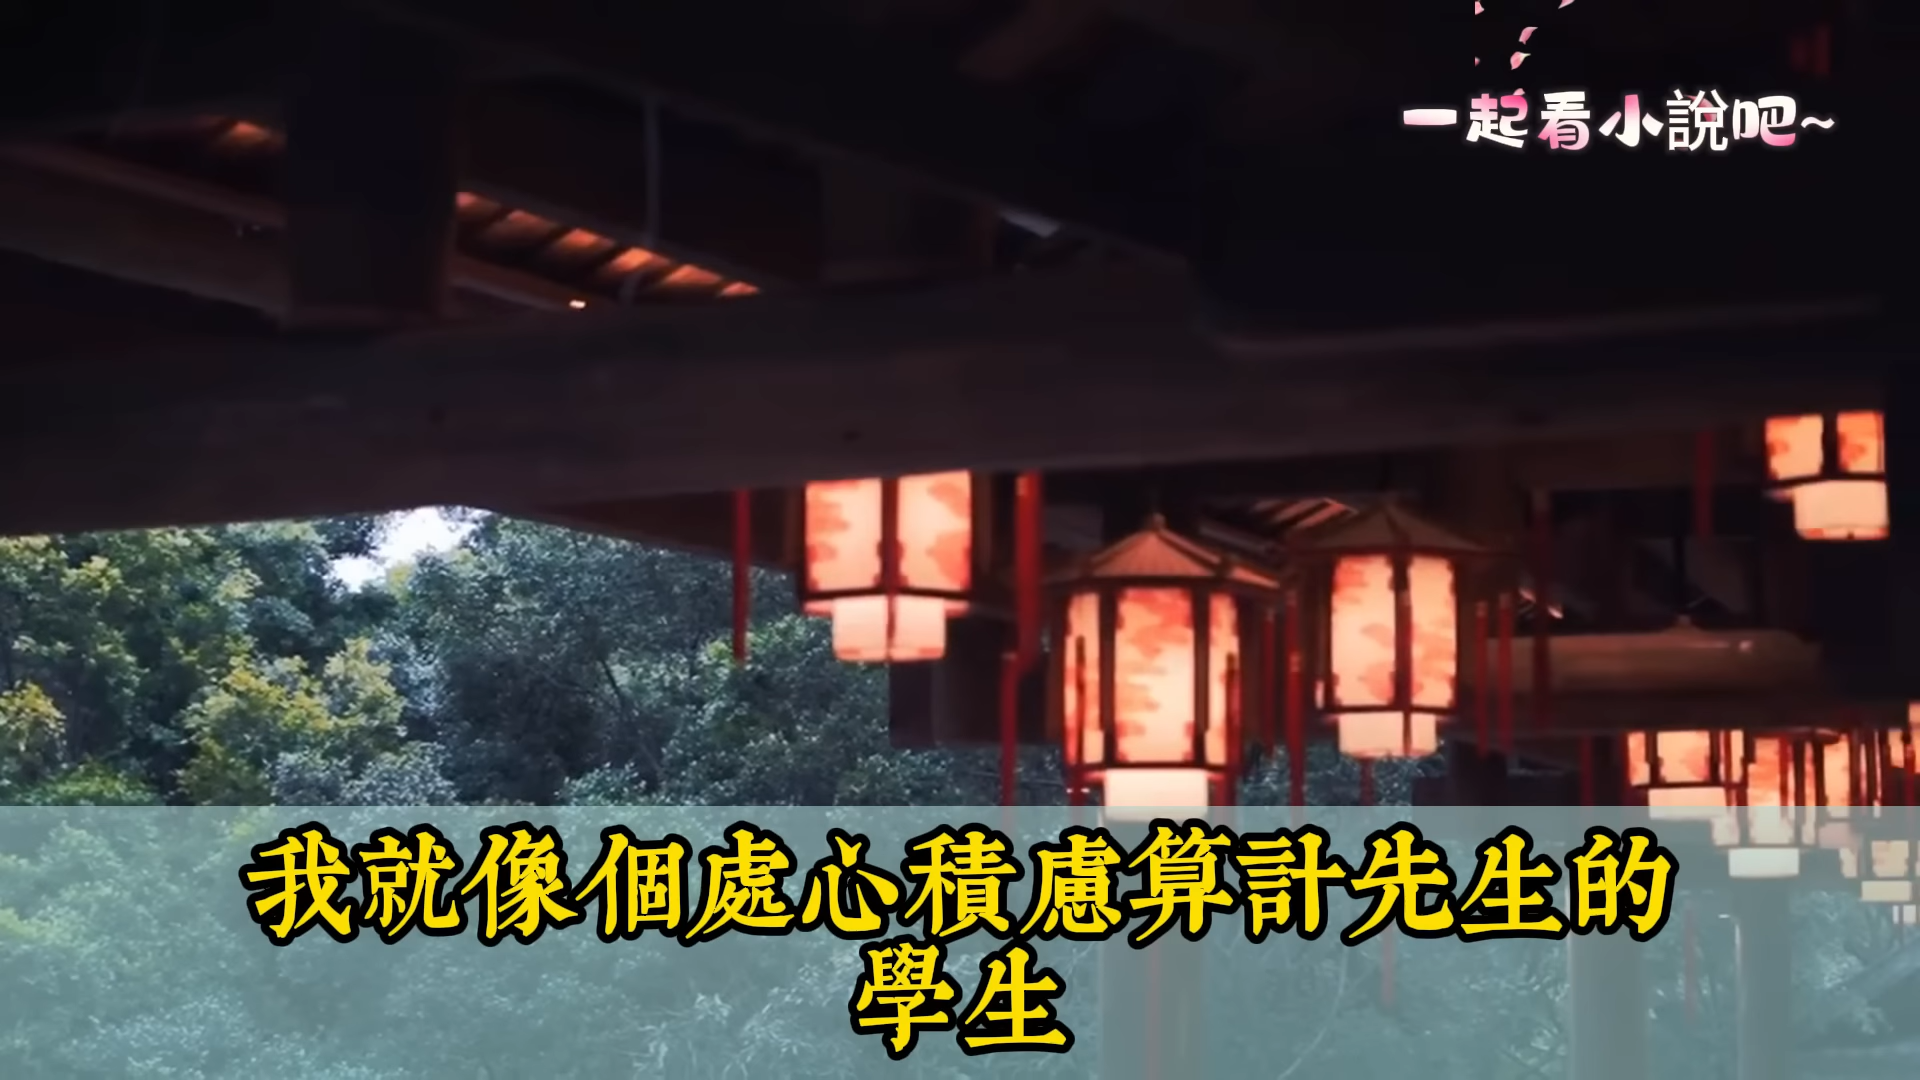 一起看小說吧~
我就像個處心積慮算計先生的
學生